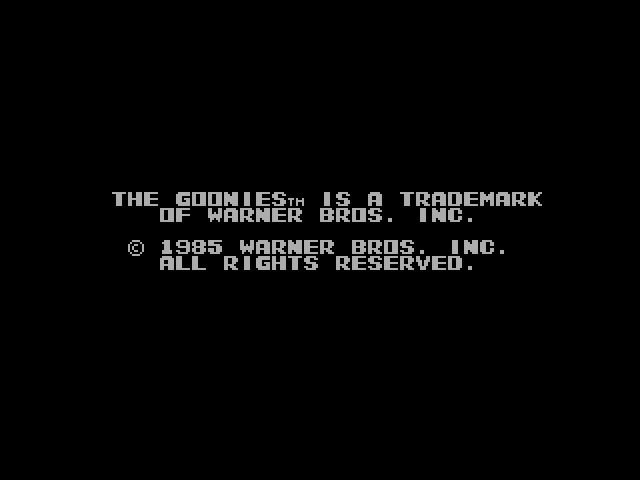 THE GOONIES™ IS A TRADEMARK
OF WARNER BROS. INC.
© 1985 WARNER BROS. INC.
ALL RIGHTS RESERVED.